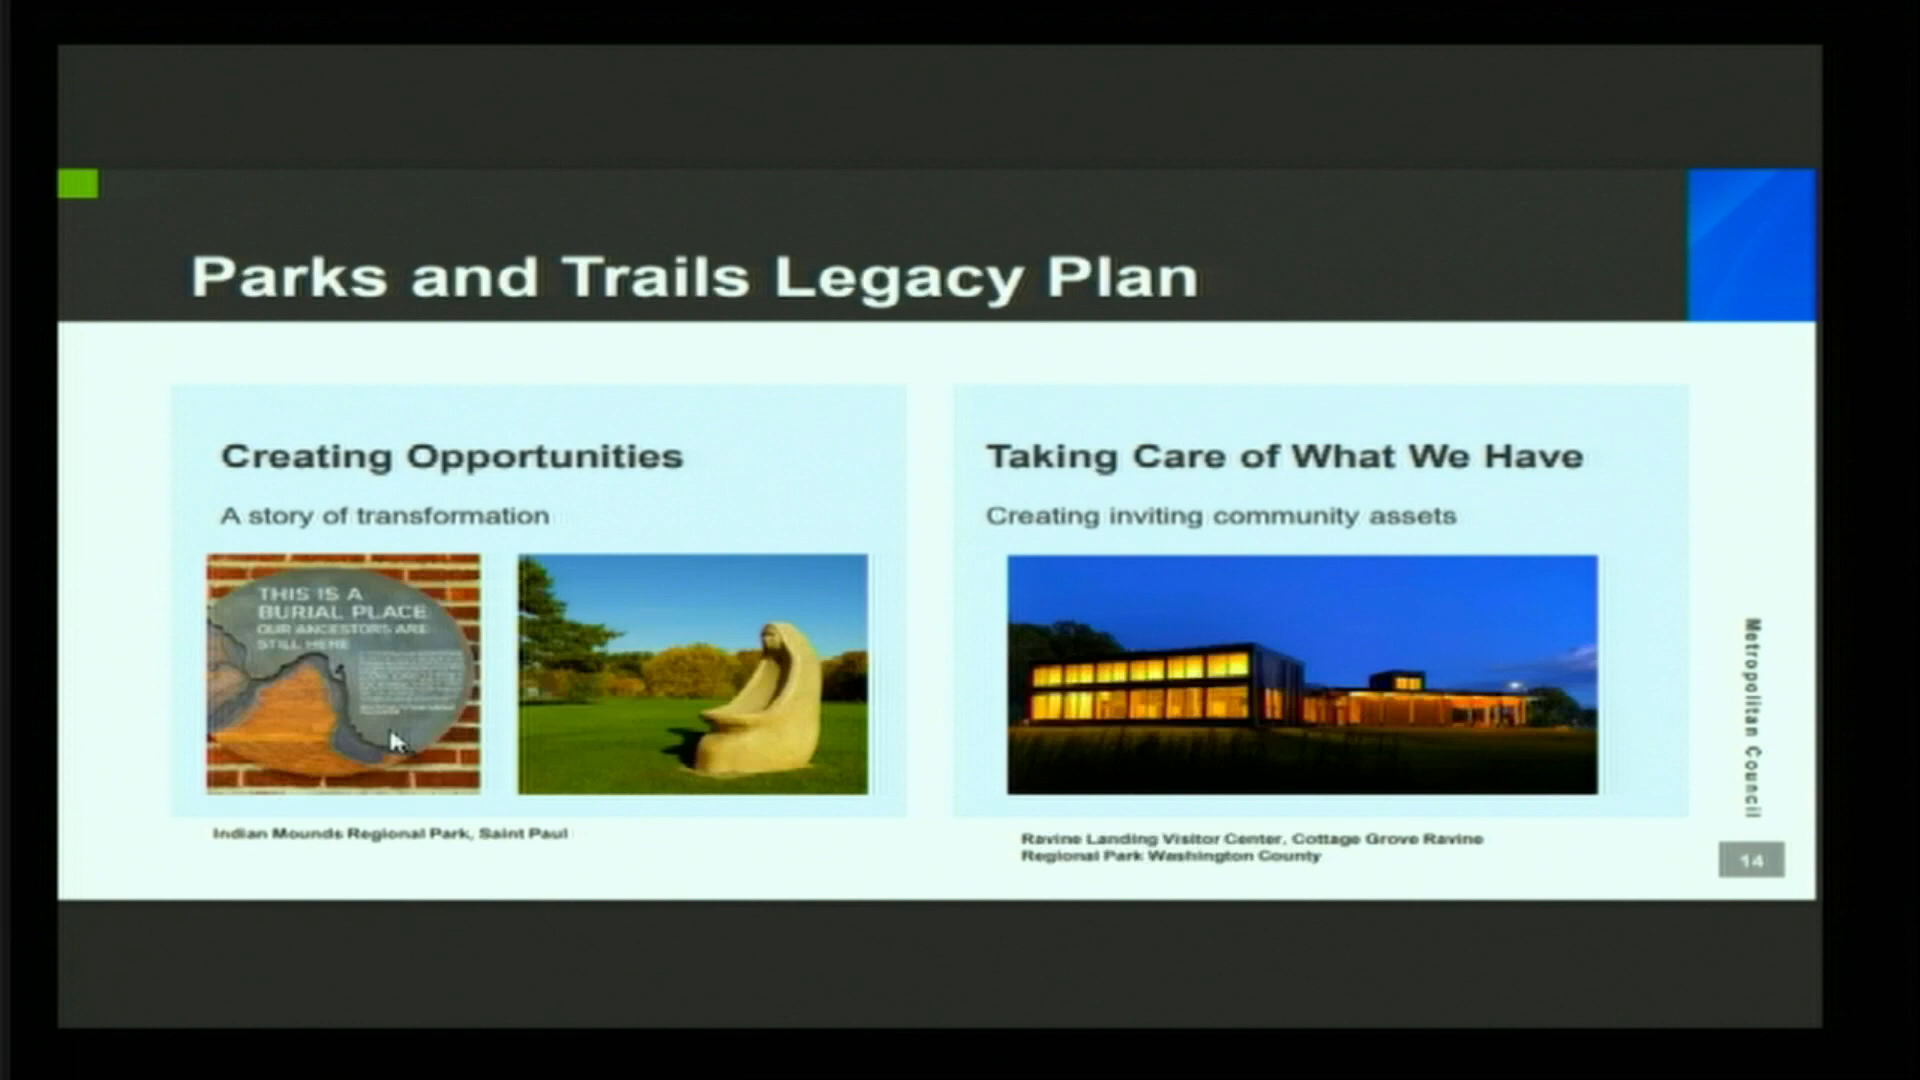 Parks and Trails Legacy Plan
Creating Opportunities
A story of transformation
THIS IS A
BURIAL PLACE
OUR ANCESTORS ARE
STILL HERE
Indian Mounds Regional Park, Saint Paul
Taking Care of What We Have
Creating inviting community assets
Ravine Landing Visitor Center, Cottage Grove Ravine
Regional Park Washington County
Metropolitan Council
14